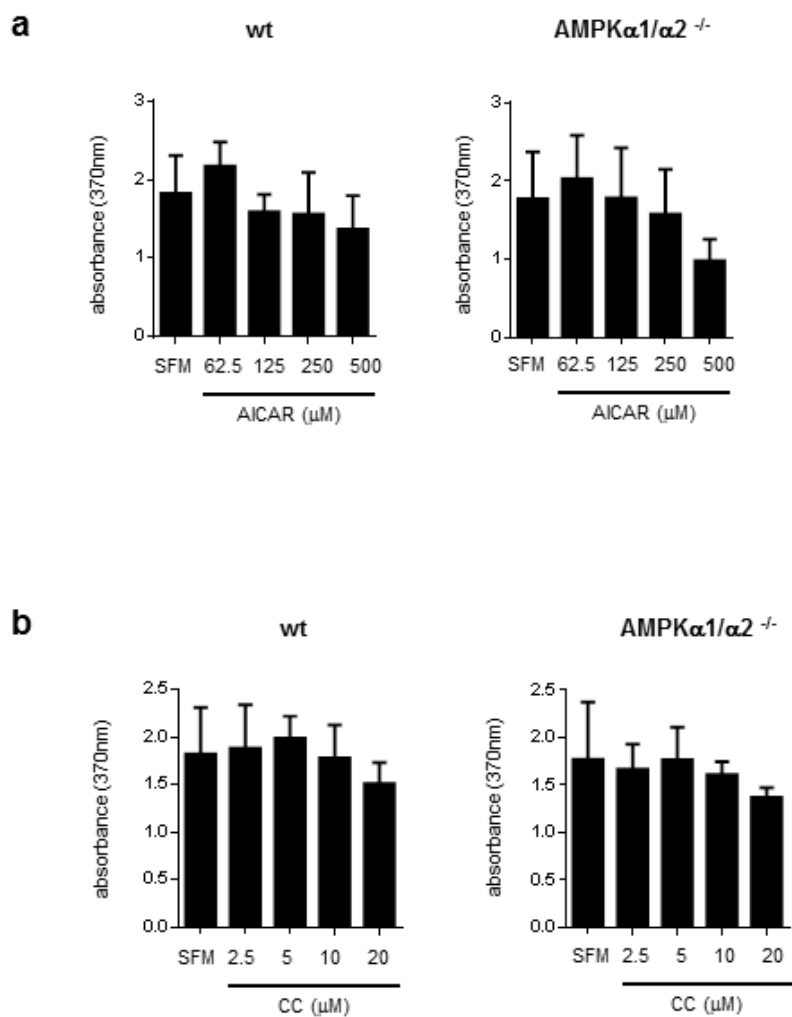 a
wt
AMPKα1/α2 -/-
absorbance (370nm)
3
2
1
0
SFM 62.5 125 250 500
AICAR (μM)
absorbance (370nm)
3
2
1
0
SFM 62.5 125 250 500
AICAR (μM)
b
wt
AMPKα1/α2 -/-
absorbance (370nm)
2.5
2.0
1.5
1.0
0.5
0.0
SFM 2.5 5 10 20
CC (μM)
absorbance (370nm)
2.5
2.0
1.5
1.0
0.5
0.0
SFM 2.5 5 10 20
CC (μM)